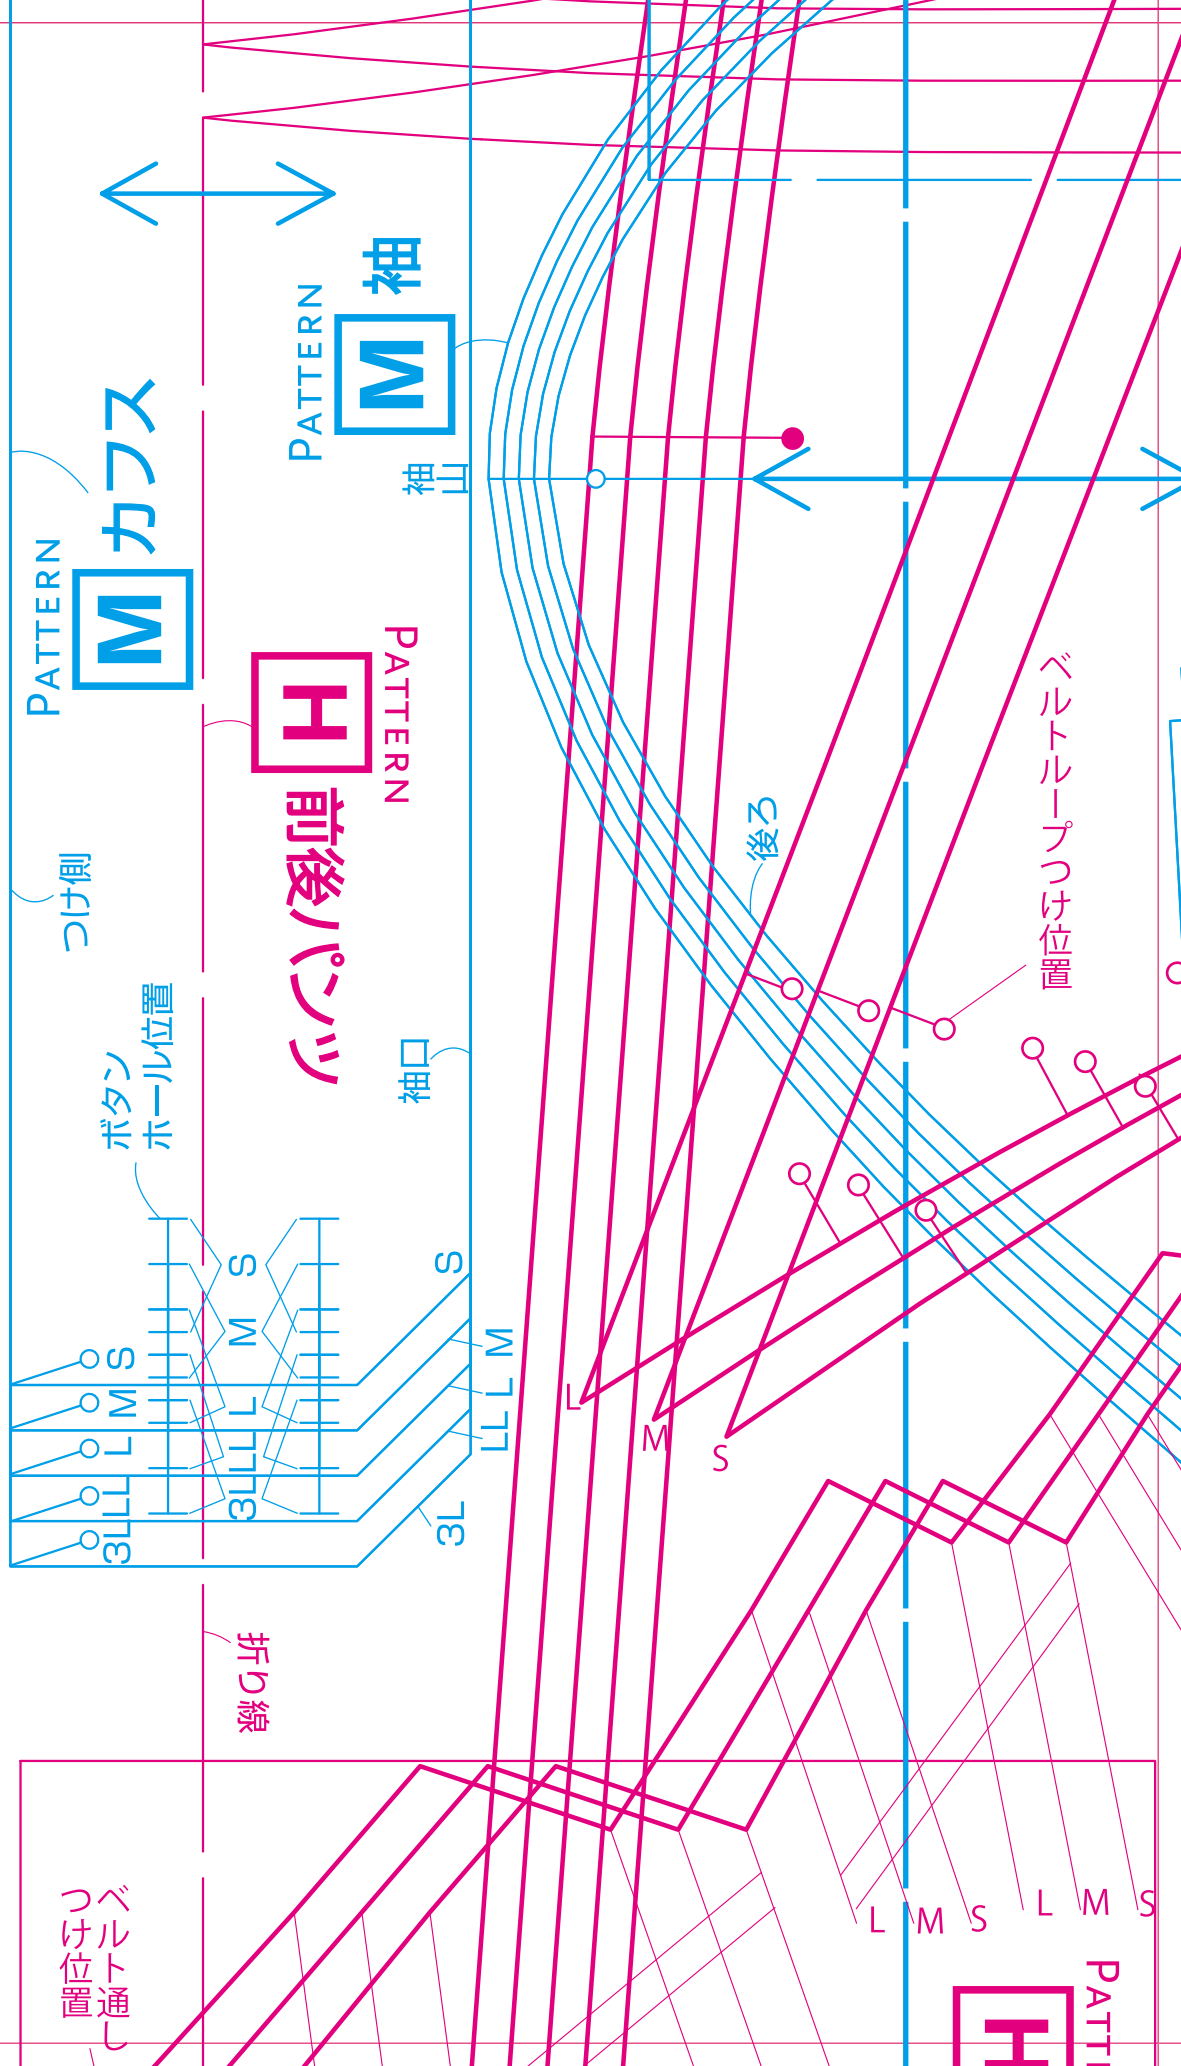 袖
PATTERN
M
袖山
カフス
PATTERN
M
PATTERN
H
前後パンツ
ベルトループつけ位置
後ろ
つけ側
ボタン
ホール位置
袖口
S
M
L
LL
3L
S
M
L
LL
3L
S
M
L
LL
3L
L
M
S
折り線
ベルト通し
つけ位置
L M S
L M S
PATT
H